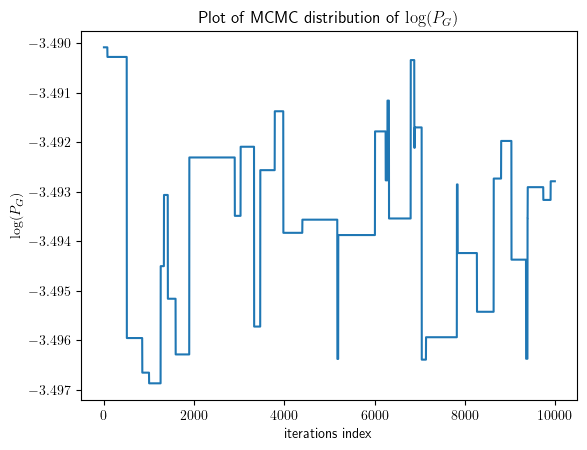 Plot of MCMC distribution of log(P_G)
−3.490
−3.491
−3.492
−3.493
−3.494
−3.495
−3.496
−3.497
log(P_G)
0 2000 4000 6000 8000 10000
iterations index